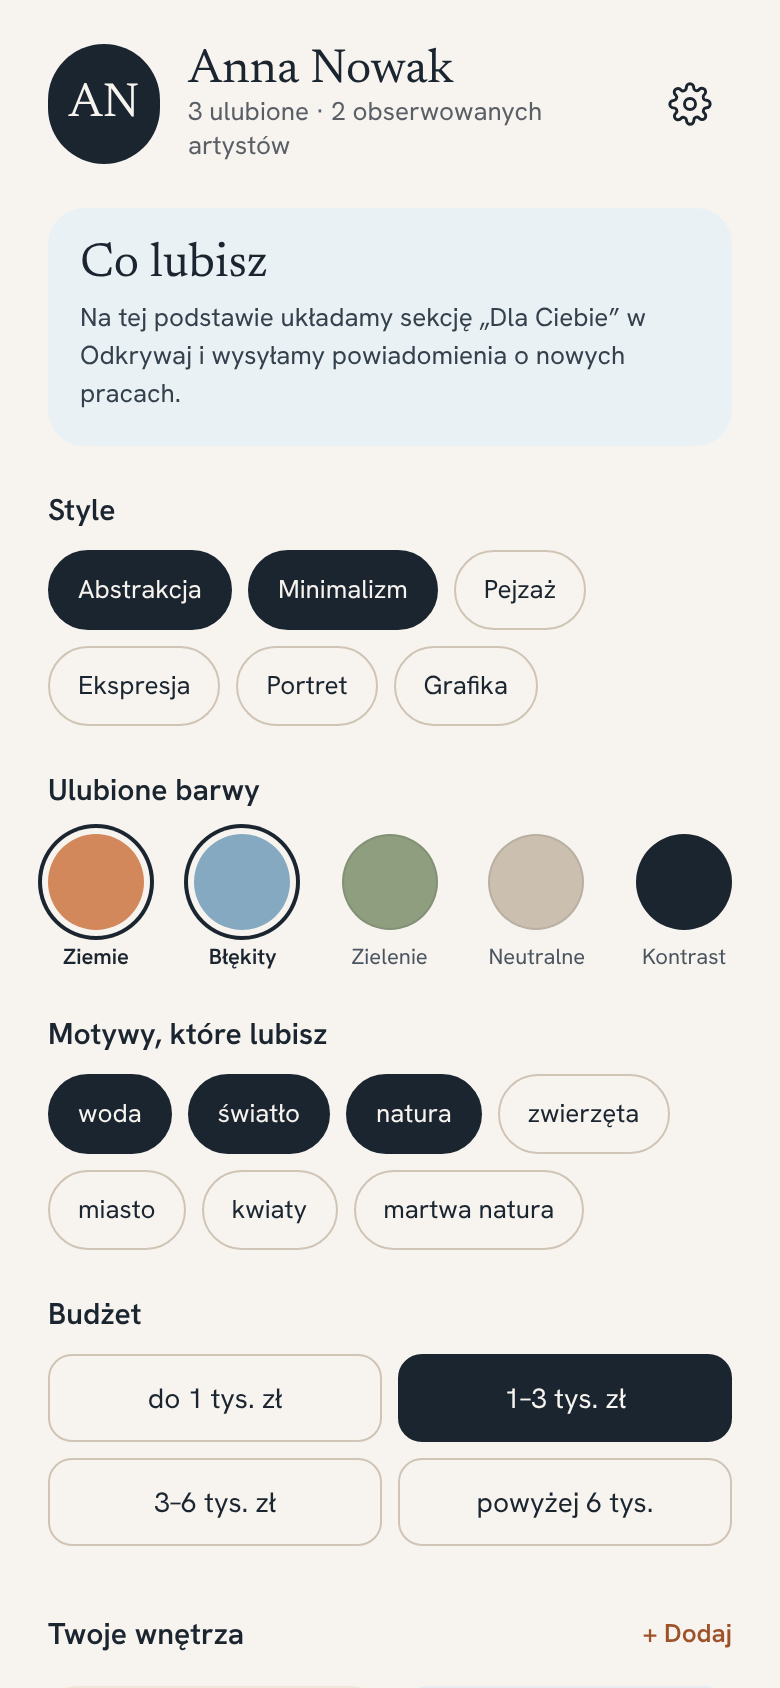 AN
Anna Nowak
3 ulubione · 2 obserwowanych
artystów
Co lubisz
Na tej podstawie układamy sekcję „Dla Ciebie” w
Odkrywaj i wysyłamy powiadomienia o nowych
pracach.
Style
Abstrakcja Minimalizm Pejzaż
Ekspresja Portret Grafika
Ulubione barwy
Ziemie Błękity Zielenie Neutralne Kontrast
Motywy, które lubisz
woda światło natura zwierzęta
miasto kwiaty martwa natura
Budżet
do 1 tys. zł 1–3 tys. zł
3–6 tys. zł powyżej 6 tys.
Twoje wnętrza + Dodaj